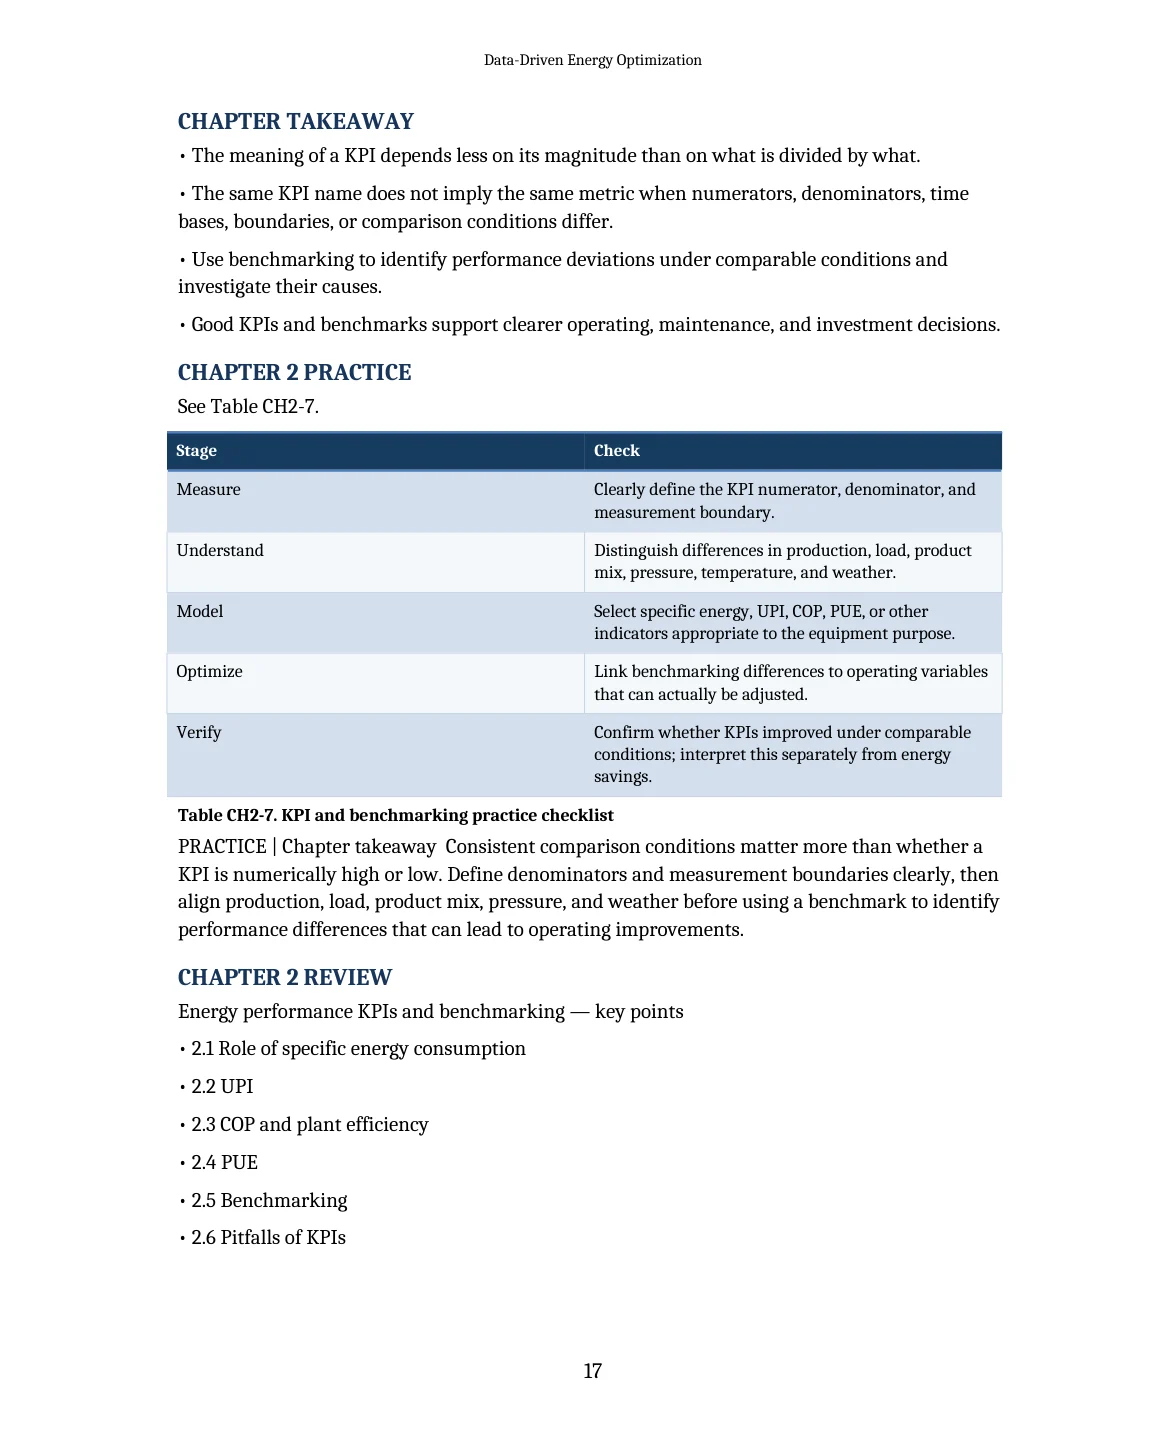 Data-Driven Energy Optimization
CHAPTER TAKEAWAY
• The meaning of a KPI depends less on its magnitude than on what is divided by what.
• The same KPI name does not imply the same metric when numerators, denominators, time
bases, boundaries, or comparison conditions differ.
• Use benchmarking to identify performance deviations under comparable conditions and
investigate their causes.
• Good KPIs and benchmarks support clearer operating, maintenance, and investment decisions.
CHAPTER 2 PRACTICE
See Table CH2-7.
Stage Check
Measure Clearly define the KPI numerator, denominator, and
measurement boundary.
Understand Distinguish differences in production, load, product
mix, pressure, temperature, and weather.
Model Select specific energy, UPI, COP, PUE, or other
indicators appropriate to the equipment purpose.
Optimize Link benchmarking differences to operating variables
that can actually be adjusted.
Verify Confirm whether KPIs improved under comparable
conditions; interpret this separately from energy
savings.
Table CH2-7. KPI and benchmarking practice checklist
PRACTICE | Chapter takeaway  Consistent comparison conditions matter more than whether a
KPI is numerically high or low. Define denominators and measurement boundaries clearly, then
align production, load, product mix, pressure, and weather before using a benchmark to identify
performance differences that can lead to operating improvements.
CHAPTER 2 REVIEW
Energy performance KPIs and benchmarking — key points
• 2.1 Role of specific energy consumption
• 2.2 UPI
• 2.3 COP and plant efficiency
• 2.4 PUE
• 2.5 Benchmarking
• 2.6 Pitfalls of KPIs
17